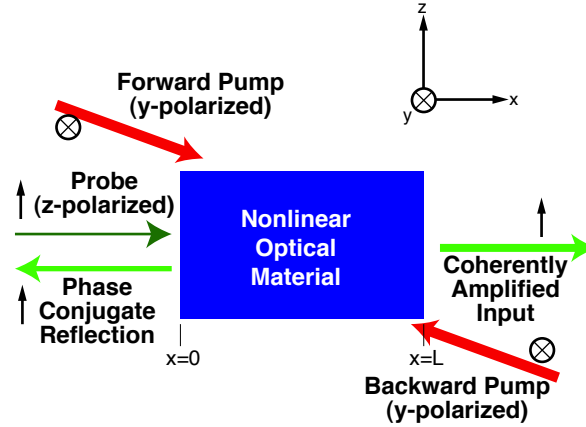 z
x
y
Forward Pump
(y-polarized)
Probe
(z-polarized)
Nonlinear
Optical
Material
Phase
Conjugate
Reflection
Coherently
Amplified
Input
x=0
x=L
Backward Pump
(y-polarized)